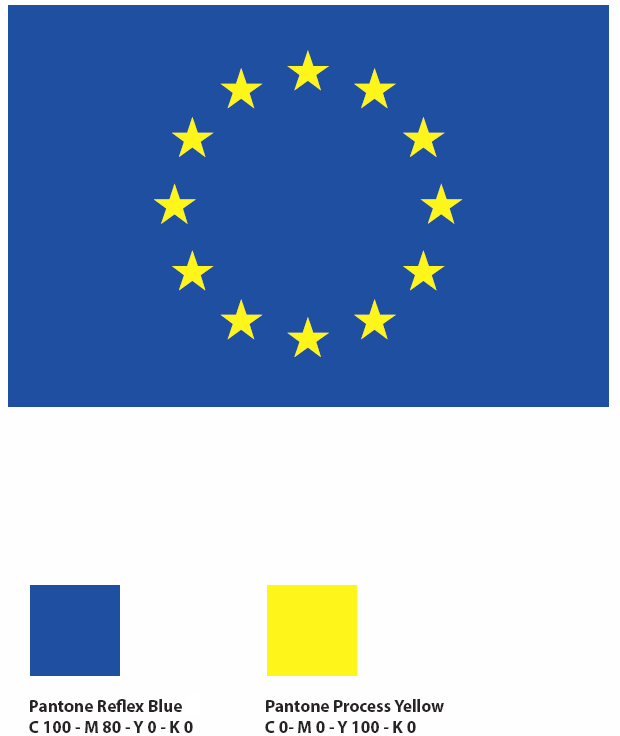 Pantone Reflex Blue
C 100 - M 80 - Y 0 - K 0
Pantone Process Yellow
C 0- M 0 - Y 100 - K 0